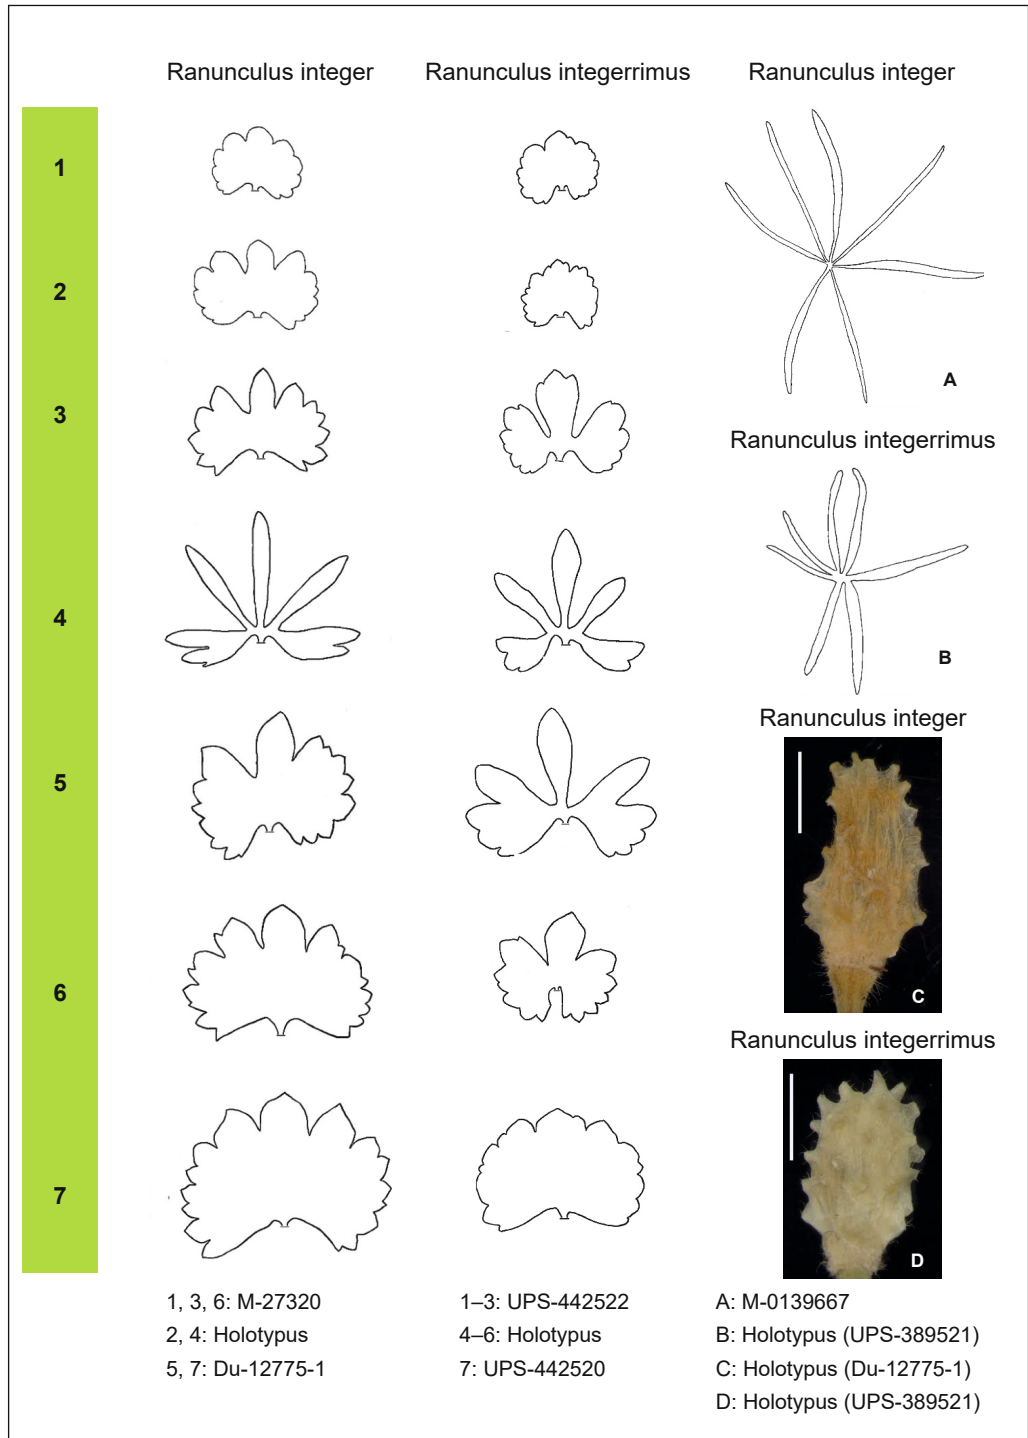 Ranunculus integer
Ranunculus integerrimus
Ranunculus integer
1
2
3
4
5
6
7
A
Ranunculus integerrimus
B
Ranunculus integer
C
Ranunculus integerrimus
D
1, 3, 6: M-27320
2, 4: Holotypus
5, 7: Du-12775-1
1–3: UPS-442522
4–6: Holotypus
7: UPS-442520
A: M-0139667
B: Holotypus (UPS-389521)
C: Holotypus (Du-12775-1)
D: Holotypus (UPS-389521)